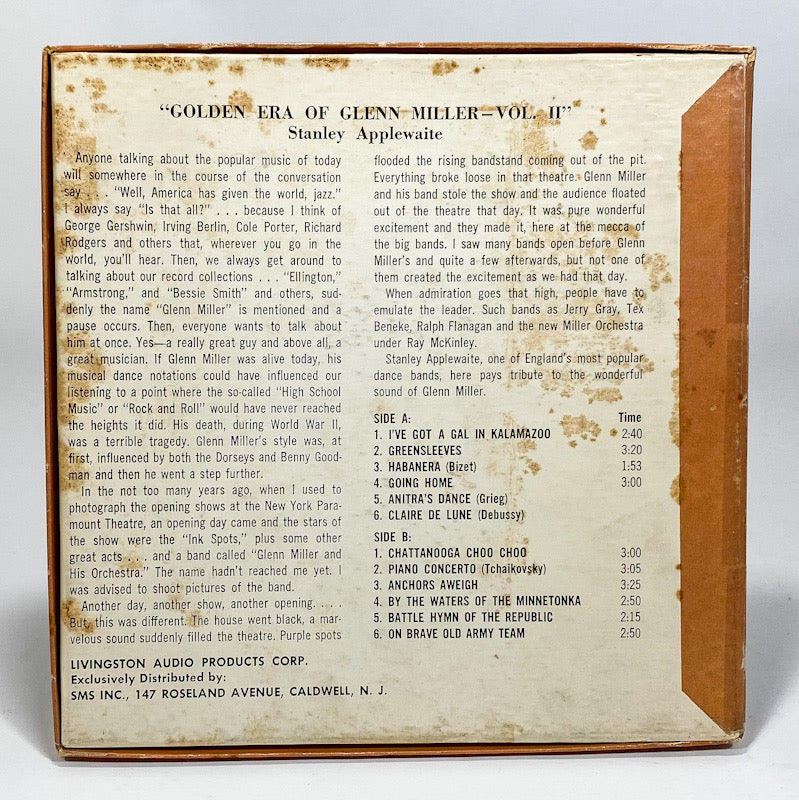 "GOLDEN ERA OF GLENN MILLER—VOL. II"
Stanley Applewaite
Anyone talking about the popular music of today
will somewhere in the course of the conversation
say . . . "Well, America has given the world, jazz."
I always say "Is that all?" . . . because I think of
George Gershwin, Irving Berlin, Cole Porter, Richard
Rodgers and others that, wherever you go in the
world, you'll hear. Then, we always get around to
talking about our record collections . . . "Ellington,"
"Armstrong," and "Bessie Smith" and others, sud-
denly the name "Glenn Miller" is mentioned and a
pause occurs. Then, everyone wants to talk about
him at once. Yes—a really great guy and above all, a
great musician. If Glenn Miller was alive today, his
musical dance notations could have influenced our
listening to a point where the so-called "High School
Music" or "Rock and Roll" would have never reached
the heights it did. His death, during World War II,
was a terrible tragedy. Glenn Miller's style was, at
first, influenced by both the Dorseys and Benny Good-
man and then he went a step further.
In the not too many years ago, when I used to
photograph the opening shows at the New York Para-
mount Theatre, an opening day came and the stars of
the show were the "Ink Spots," plus some other
great acts . . . and a band called "Glenn Miller and
His Orchestra." The name hadn't reached me yet. I
was advised to shoot pictures of the band.
Another day, another show, another opening. . . .
But, this was different. The house went black, a mar-
velous sound suddenly filled the theatre. Purple spots
flooded the rising bandstand coming out of the pit.
Everything broke loose in that theatre. Glenn Miller
and his band stole the show and the audience floated
out of the theatre that day. It was pure wonderful
excitement and they made it, here at the mecca of
the big bands. I saw many bands open before Glenn
Miller's and quite a few afterwards, but not one of
them created the excitement as we had that day.
When admiration goes that high, people have to
emulate the leader. Such bands as Jerry Gray, Tex
Beneke, Ralph Flanagan and the new Miller Orchestra
under Ray McKinley.
Stanley Applewaite, one of England's most popular
dance bands, here pays tribute to the wonderful
sound of Glenn Miller.
SIDE A: Time
1. I'VE GOT A GAL IN KALAMAZOO 2:40
2. GREENSLEEVES 3:20
3. HABANERA (Bizet) 1:53
4. GOING HOME 3:00
5. ANITRA'S DANCE (Grieg)
6. CLAIRE DE LUNE (Debussy)
SIDE B:
1. CHATTANOOGA CHOO CHOO 3:00
2. PIANO CONCERTO (Tchaikovsky) 3:05
3. ANCHORS AWEIGH 3:25
4. BY THE WATERS OF THE MINNETONKA 2:50
5. BATTLE HYMN OF THE REPUBLIC 2:15
6. ON BRAVE OLD ARMY TEAM 2:50
LIVINGSTON AUDIO PRODUCTS CORP.
Exclusively Distributed by:
SMS INC., 147 ROSELAND AVENUE, CALDWELL, N. J.